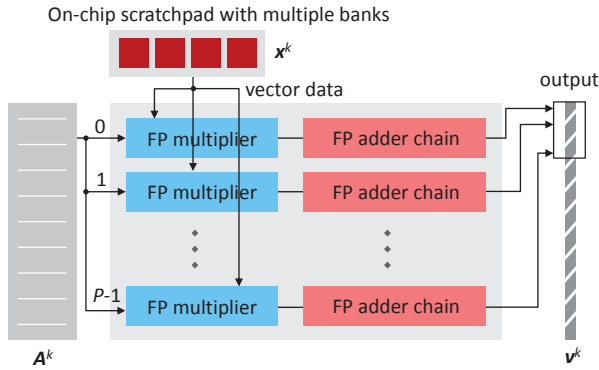 On-chip scratchpad with multiple banks
x^k
vector data
output
0
FP multiplier
FP adder chain
1
FP multiplier
FP adder chain
P-1
FP multiplier
FP adder chain
A^k
v^k